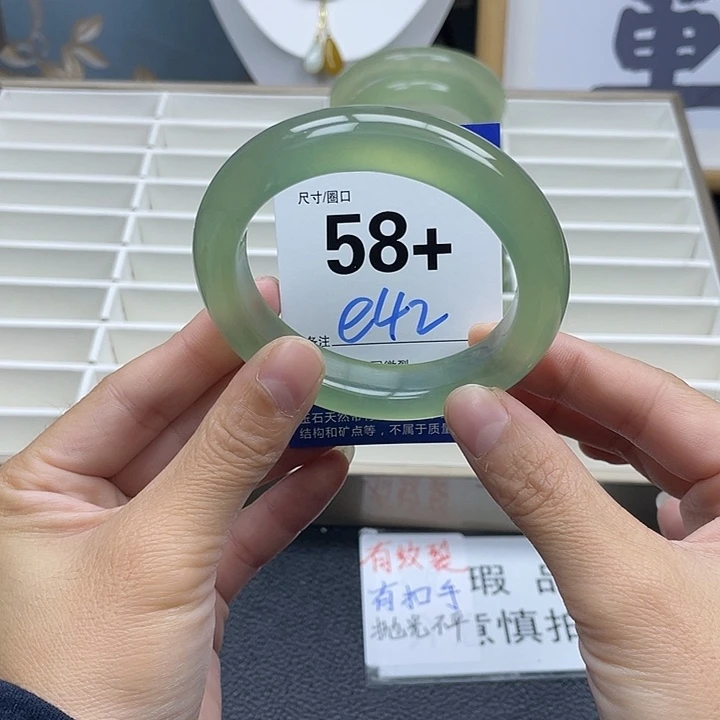 尺寸/圈口
58+
e42
备注
结构和矿点等，不属于质量
有纹裂
有扣手
抛光不平
瑕 品
慎拍